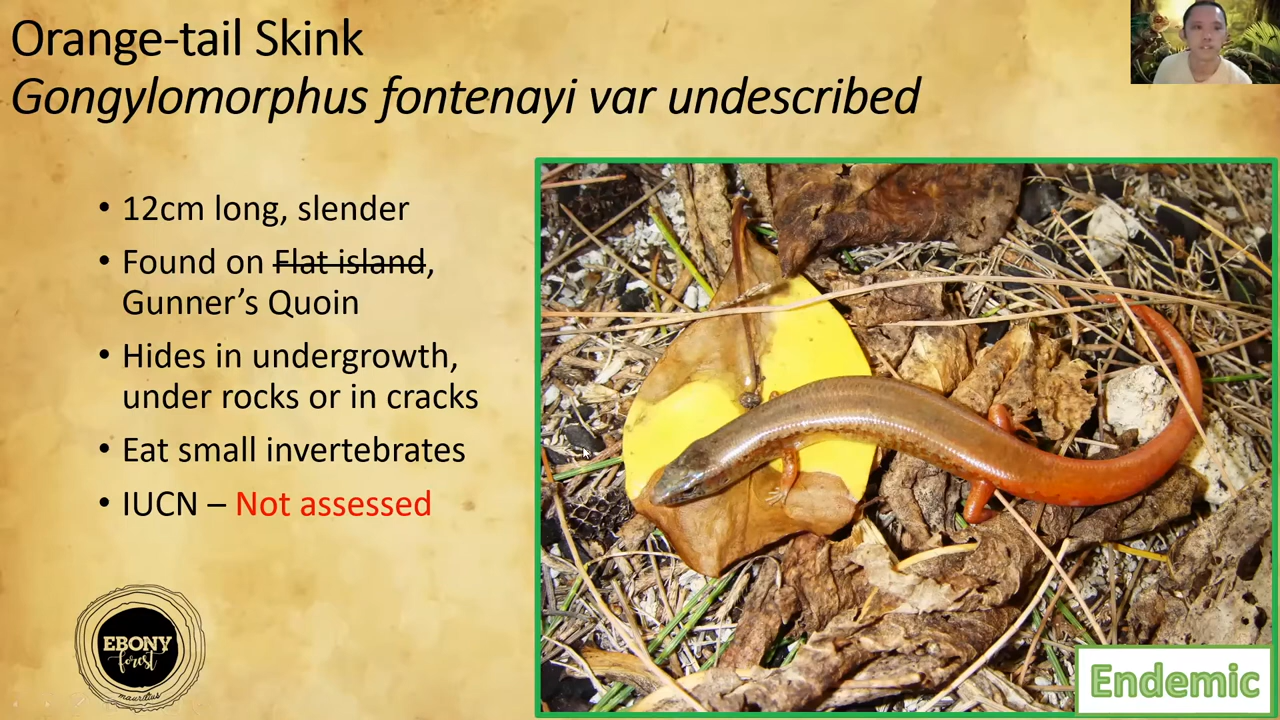 Orange-tail Skink
Gongylomorphus fontenayi var undescribed
• 12cm long, slender
• Found on Flat island,
Gunner’s Quoin
• Hides in undergrowth,
under rocks or in cracks
• Eat small invertebrates
• IUCN – Not assessed
EBONY
forest
mauritius
Endemic